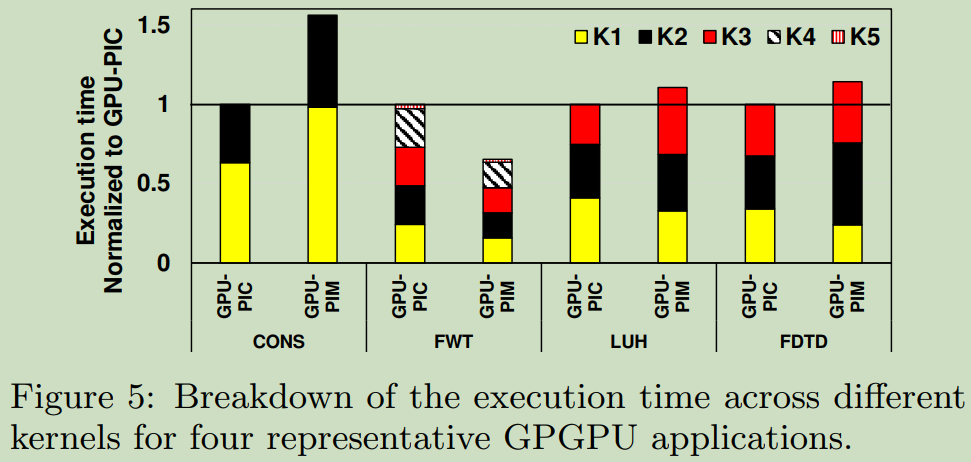 1.5
1
0.5
0
Execution time
Normalized to GPU-PIC
K1 K2 K3 K4 K5
GPU-PIC GPU-PIM GPU-PIC GPU-PIM GPU-PIC GPU-PIM GPU-PIC GPU-PIM
CONS FWT LUH FDTD
Figure 5: Breakdown of the execution time across different
kernels for four representative GPGPU applications.